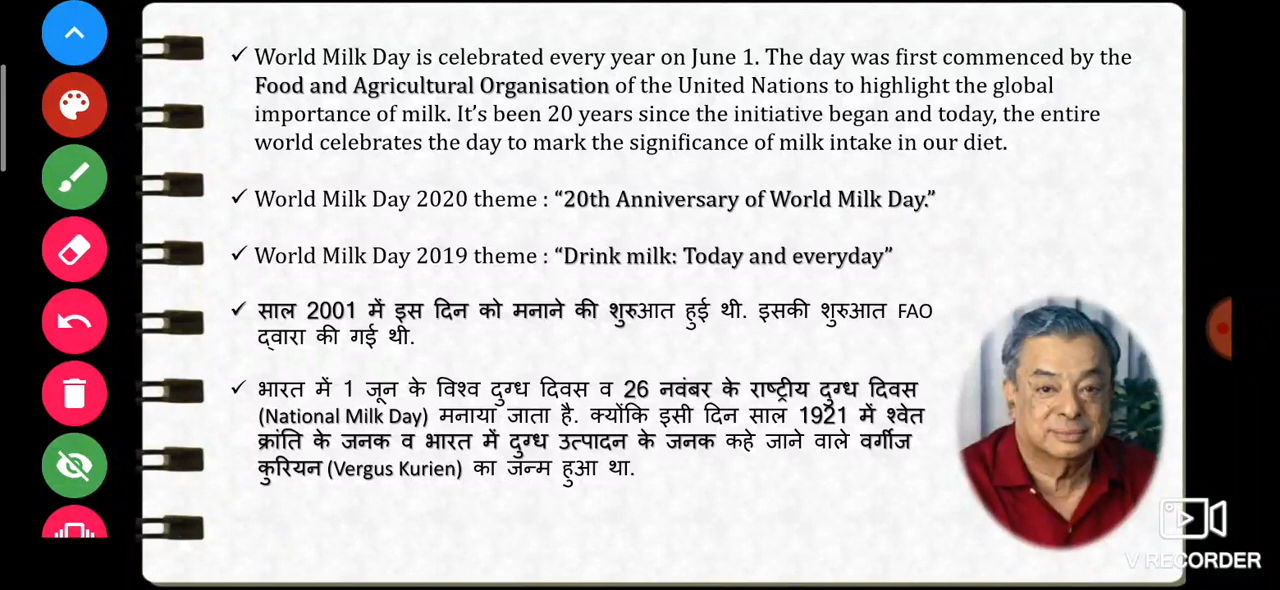 ✓ World Milk Day is celebrated every year on June 1. The day was first commenced by the
Food and Agricultural Organisation of the United Nations to highlight the global
importance of milk. It’s been 20 years since the initiative began and today, the entire
world celebrates the day to mark the significance of milk intake in our diet.
✓ World Milk Day 2020 theme : “20th Anniversary of World Milk Day.”
✓ World Milk Day 2019 theme : “Drink milk: Today and everyday”
✓ साल 2001 में इस दिन को मनाने की शुरुआत हुई थी. इसकी शुरुआत FAO
द्वारा की गई थी.
✓ भारत में 1 जून के विश्व दुग्ध दिवस व 26 नवंबर के राष्ट्रीय दुग्ध दिवस
(National Milk Day) मनाया जाता है. क्योंकि इसी दिन साल 1921 में श्वेत
क्रांति के जनक व भारत में दुग्ध उत्पादन के जनक कहे जाने वाले वर्गीज
कुरियन (Vergus Kurien) का जन्म हुआ था.
V RECORDER